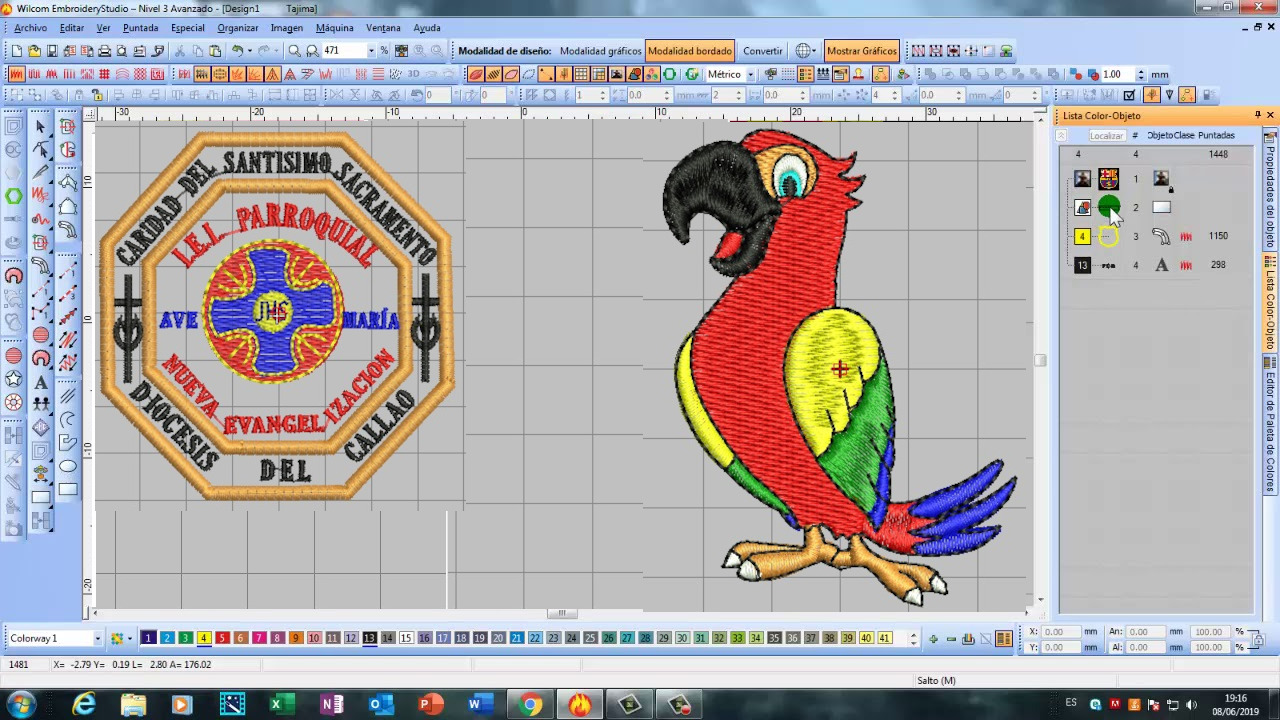 Wilcom EmbroideryStudio – Nivel 3 Avanzado - [Design1 Tajima]
Archivo Editar Ver Puntada Especial Organizar Imagen Máquina Ventana Ayuda
471 Modalidad de diseño: Modalidad gráficos Modalidad bordado Convertir Mostrar Gráficos
3D Métrico 1.00 mm
0 0 1 0.0 mm 2 0.0 mm 4 0.0 mm 0
-30 -20 -10 0 10 20 30
Lista Color-Objeto
Localizar # Objeto Clase Puntadas
4 4 1448
1
2
4 3 1150
13 4 A 298
Propiedades del objeto
Lista Color-Objeto
Editor de Paleta de Colores
10
0
-10
-20
CARIDAD DEL SANTISIMO SACRAMENTO
I.E.I. PARROQUIAL
AVE JHS MARÍA
NUEVA EVANGELIZACION
DIOCESIS DEL CALLAO
Colorway 1 1 2 3 4 5 6 7 8 9 10 11 12 13 14 15 16 17 18 19 20 21 22 23 24 25 26 27 28 29 30 31 32 33 34 35 36 37 38 39 40 41
X: 0.00 mm An: 0.00 mm 100.00 %
Y: 0.00 mm Al: 0.00 mm 100.00 %
1481 X= -2.79 Y= 0.19 L= 2.80 A= 176.02
Salto (M)
ES 19:16
08/06/2019